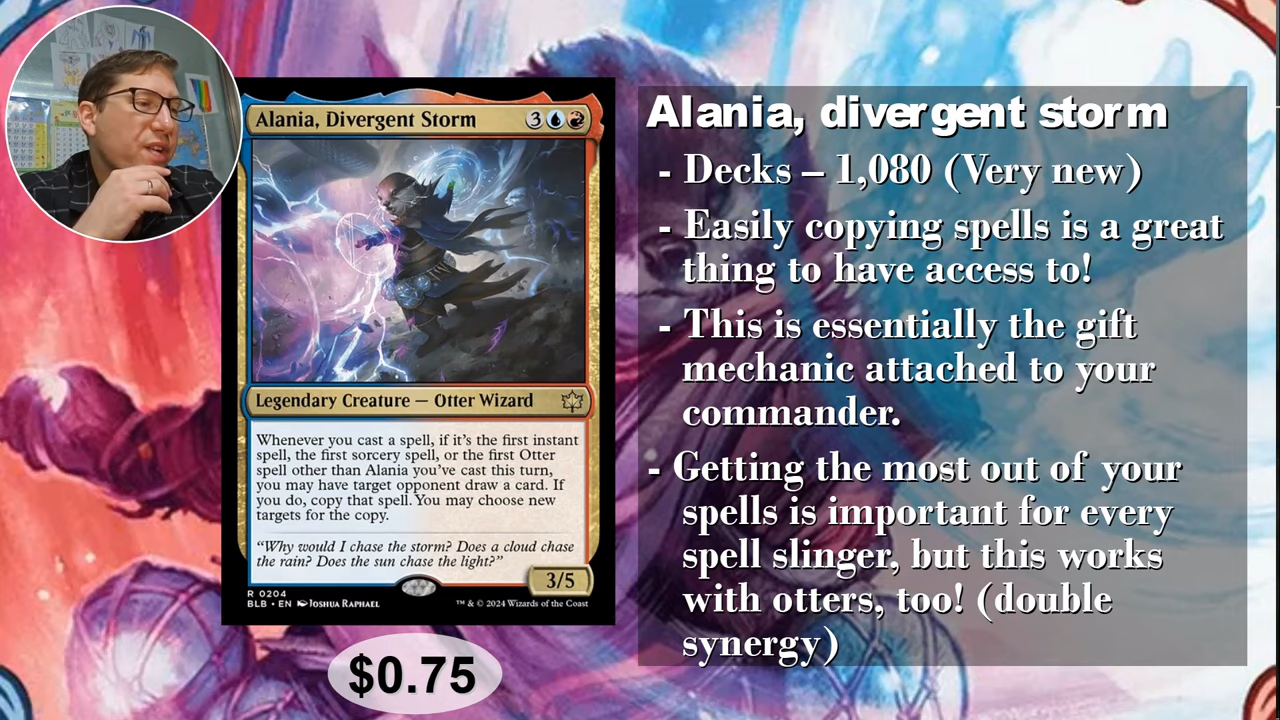 Alania, Divergent Storm 3
Legendary Creature — Otter Wizard
Whenever you cast a spell, if it's the first instant
spell, the first sorcery spell, or the first Otter
spell other than Alania you've cast this turn,
you may have target opponent draw a card. If
you do, copy that spell. You may choose new
targets for the copy.
“Why would I chase the storm? Does a cloud chase
the rain? Does the sun chase the light?”
3/5
R 0204
BLB • EN JOSHUA RAPHAEL
™ & © 2024 Wizards of the Coast
$0.75
Alania, divergent storm
- Decks – 1,080 (Very new)
- Easily copying spells is a great
thing to have access to!
- This is essentially the gift
mechanic attached to your
commander.
- Getting the most out of your
spells is important for every
spell slinger, but this works
with otters, too! (double
synergy)